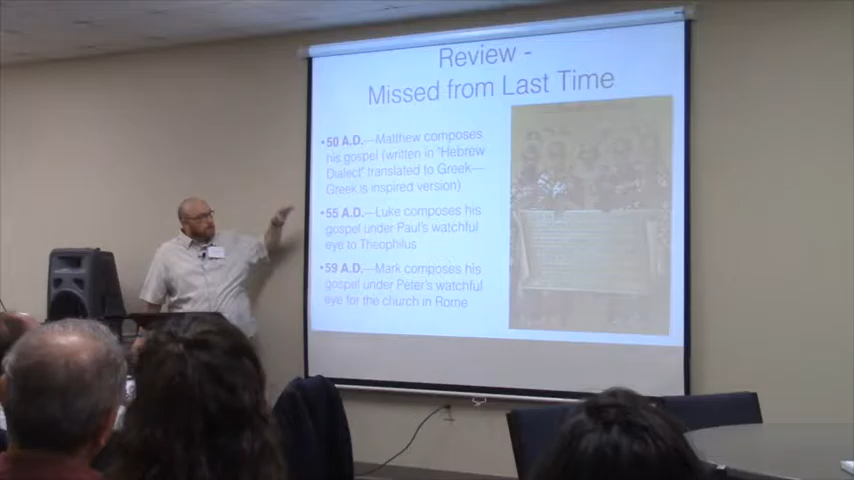 Review -
Missed from Last Time
•50 A.D.—Matthew composes
his gospel (written in "Hebrew
Dialect" translated to Greek—
Greek is inspired version)
•55 A.D.—Luke composes his
gospel under Paul's watchful
eye to Theophilus
•59 A.D.—Mark composes his
gospel under Peter's watchful
eye for the church in Rome